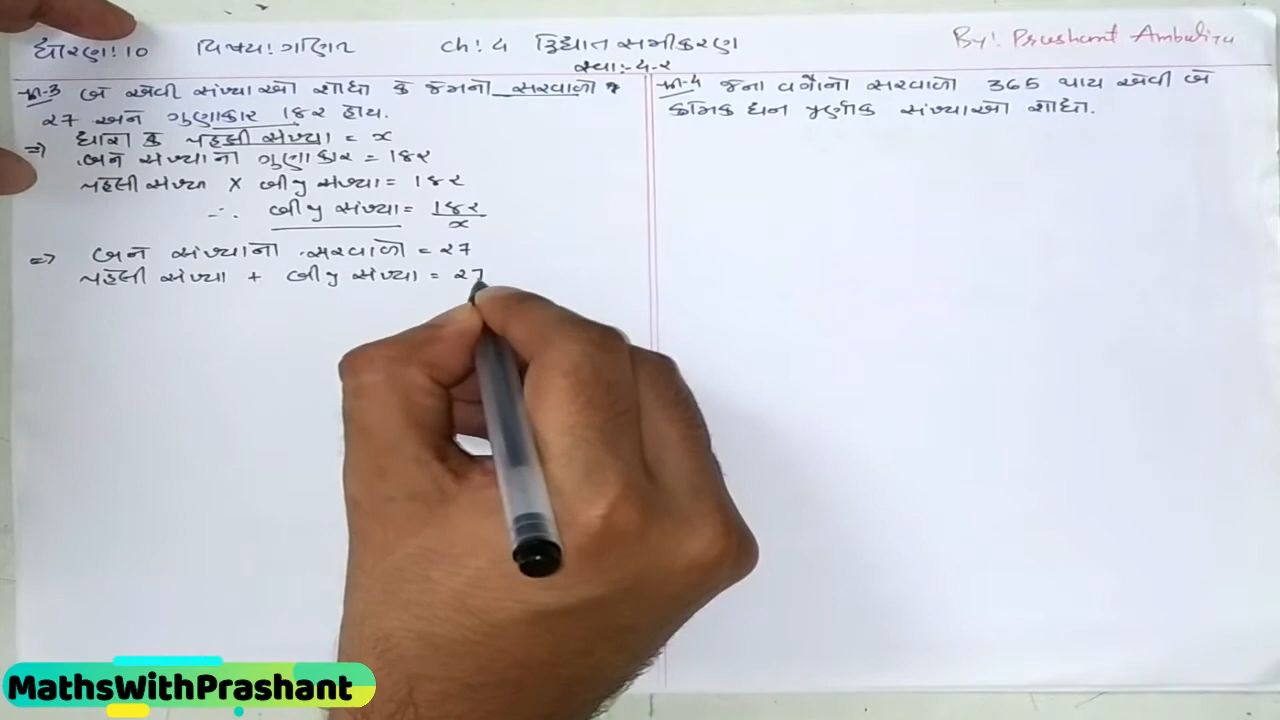 ધોરણ: 10 વિષય: ગણિત ch: 4 દ્વિઘાત સમીકરણ
સ્વા:-4.2
By: Prashant Ambaliya
પ્ર-3 બે એવી સંખ્યાઓ શોધો કે જેમનો સરવાળો
27 અને ગુણાકાર 182 હોય.
⇒ ધારો કે પહેલી સંખ્યા = x
બંને સંખ્યાનો ગુણાકાર = 182
પહેલી સંખ્યા X બીજી સંખ્યા = 182
∴ બીજી સંખ્યા = 182/x
⇒ બંને સંખ્યાનો સરવાળો = 27
પહેલી સંખ્યા + બીજી સંખ્યા = 27
પ્ર-4 જેના વર્ગોનો સરવાળો 365 થાય એવી બે
ક્રમિક ધન પૂર્ણાંક સંખ્યાઓ શોધો.
MathsWithPrashant